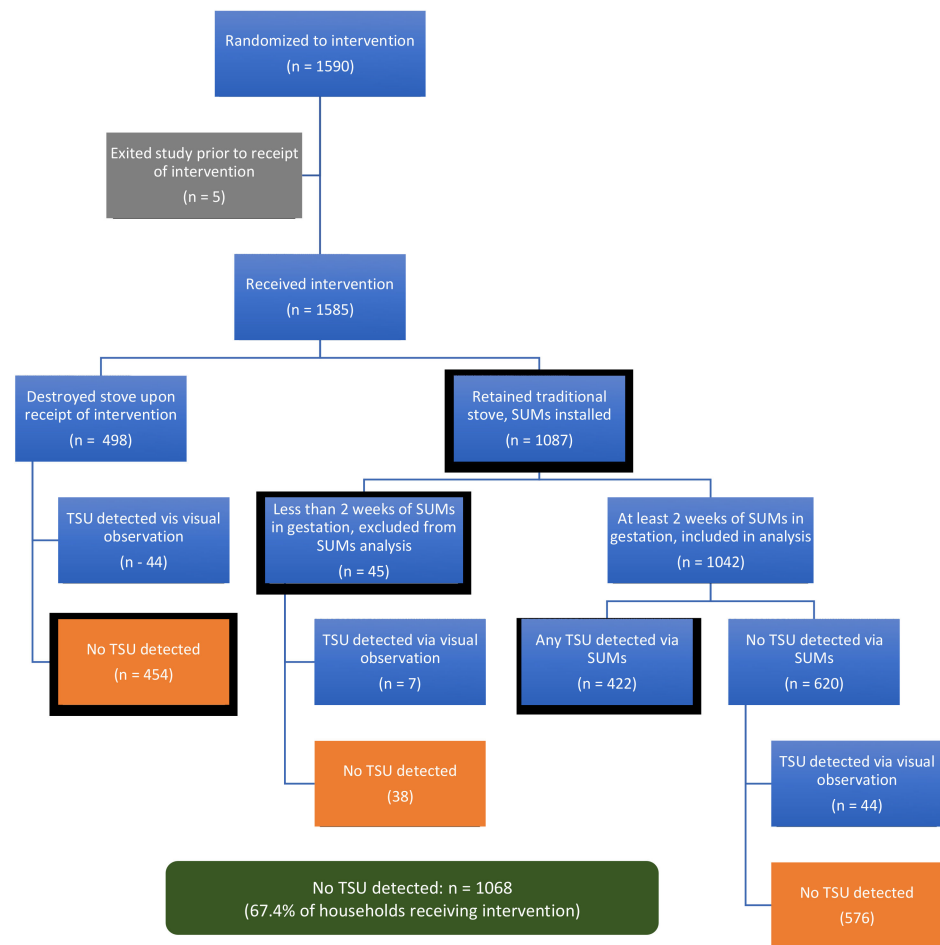 Randomized to intervention
(n = 1590)
Exited study prior to receipt
of intervention
(n = 5)
Received intervention
(n = 1585)
Destroyed stove upon
receipt of intervention
(n = 498)
Retained traditional
stove, SUMs installed
(n = 1087)
TSU detected vis visual
observation
(n - 44)
No TSU detected
(n = 454)
Less than 2 weeks of SUMs
in gestation, excluded from
SUMs analysis
(n = 45)
At least 2 weeks of SUMs in
gestation, included in analysis
(n = 1042)
TSU detected via visual
observation
(n = 7)
No TSU detected
(38)
Any TSU detected via
SUMs
(n = 422)
No TSU detected via
SUMs
(n = 620)
TSU detected via visual
observation
(n = 44)
No TSU detected
(576)
No TSU detected: n = 1068
(67.4% of households receiving intervention)